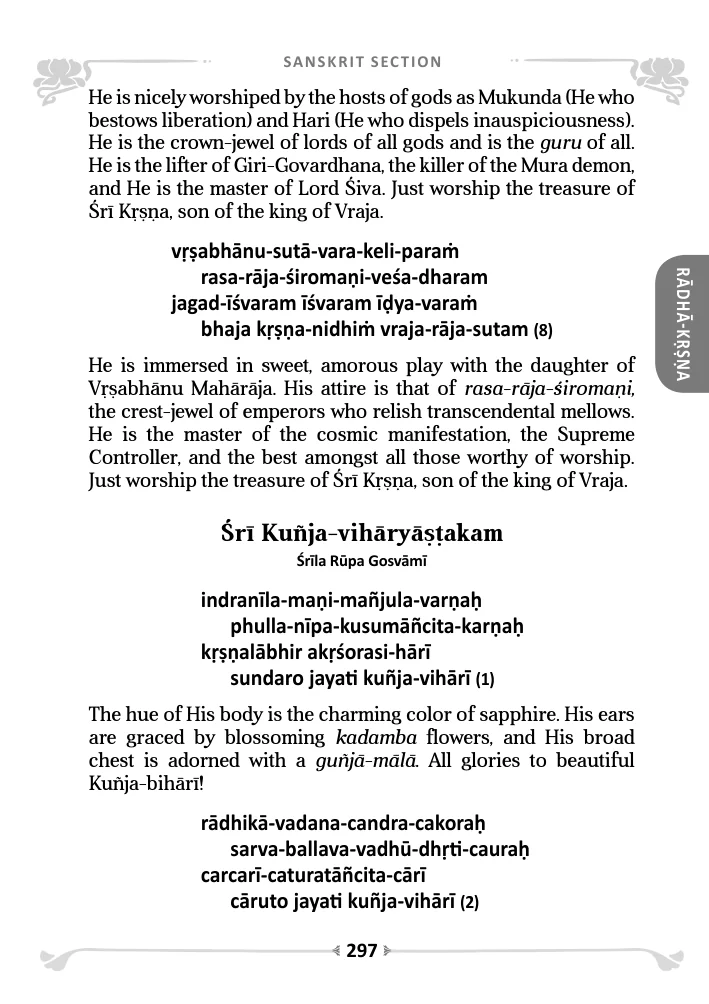 SANSKRIT SECTION
He is nicely worshiped by the hosts of gods as Mukunda (He who
bestows liberation) and Hari (He who dispels inauspiciousness).
He is the crown-jewel of lords of all gods and is the guru of all.
He is the lifter of Giri-Govardhana, the killer of the Mura demon,
and He is the master of Lord Śiva. Just worship the treasure of
Śrī Kṛṣṇa, son of the king of Vraja.
vṛṣabhānu-sutā-vara-keli-paraṁ
rasa-rāja-śiromaṇi-veśa-dharam
jagad-īśvaram īśvaram īḍya-varaṁ
bhaja kṛṣṇa-nidhiṁ vraja-rāja-sutam (8)
He is immersed in sweet, amorous play with the daughter of
Vṛṣabhānu Mahārāja. His attire is that of rasa-rāja-śiromaṇi,
the crest-jewel of emperors who relish transcendental mellows.
He is the master of the cosmic manifestation, the Supreme
Controller, and the best amongst all those worthy of worship.
Just worship the treasure of Śrī Kṛṣṇa, son of the king of Vraja.
RĀDHĀ-KṚṢṆA
Śrī Kuñja-vihāryāṣṭakam
Śrīla Rūpa Gosvāmī
indranīla-maṇi-mañjula-varṇaḥ
phulla-nīpa-kusumāñcita-karṇaḥ
kṛṣṇalābhir akṛśorasi-hārī
sundaro jayati kuñja-vihārī (1)
The hue of His body is the charming color of sapphire. His ears
are graced by blossoming kadamba flowers, and His broad
chest is adorned with a guñjā-mālā. All glories to beautiful
Kuñja-bihārī!
rādhikā-vadana-candra-cakoraḥ
sarva-ballava-vadhū-dhṛti-cauraḥ
carcarī-caturatāñcita-cārī
cāruto jayati kuñja-vihārī (2)
297